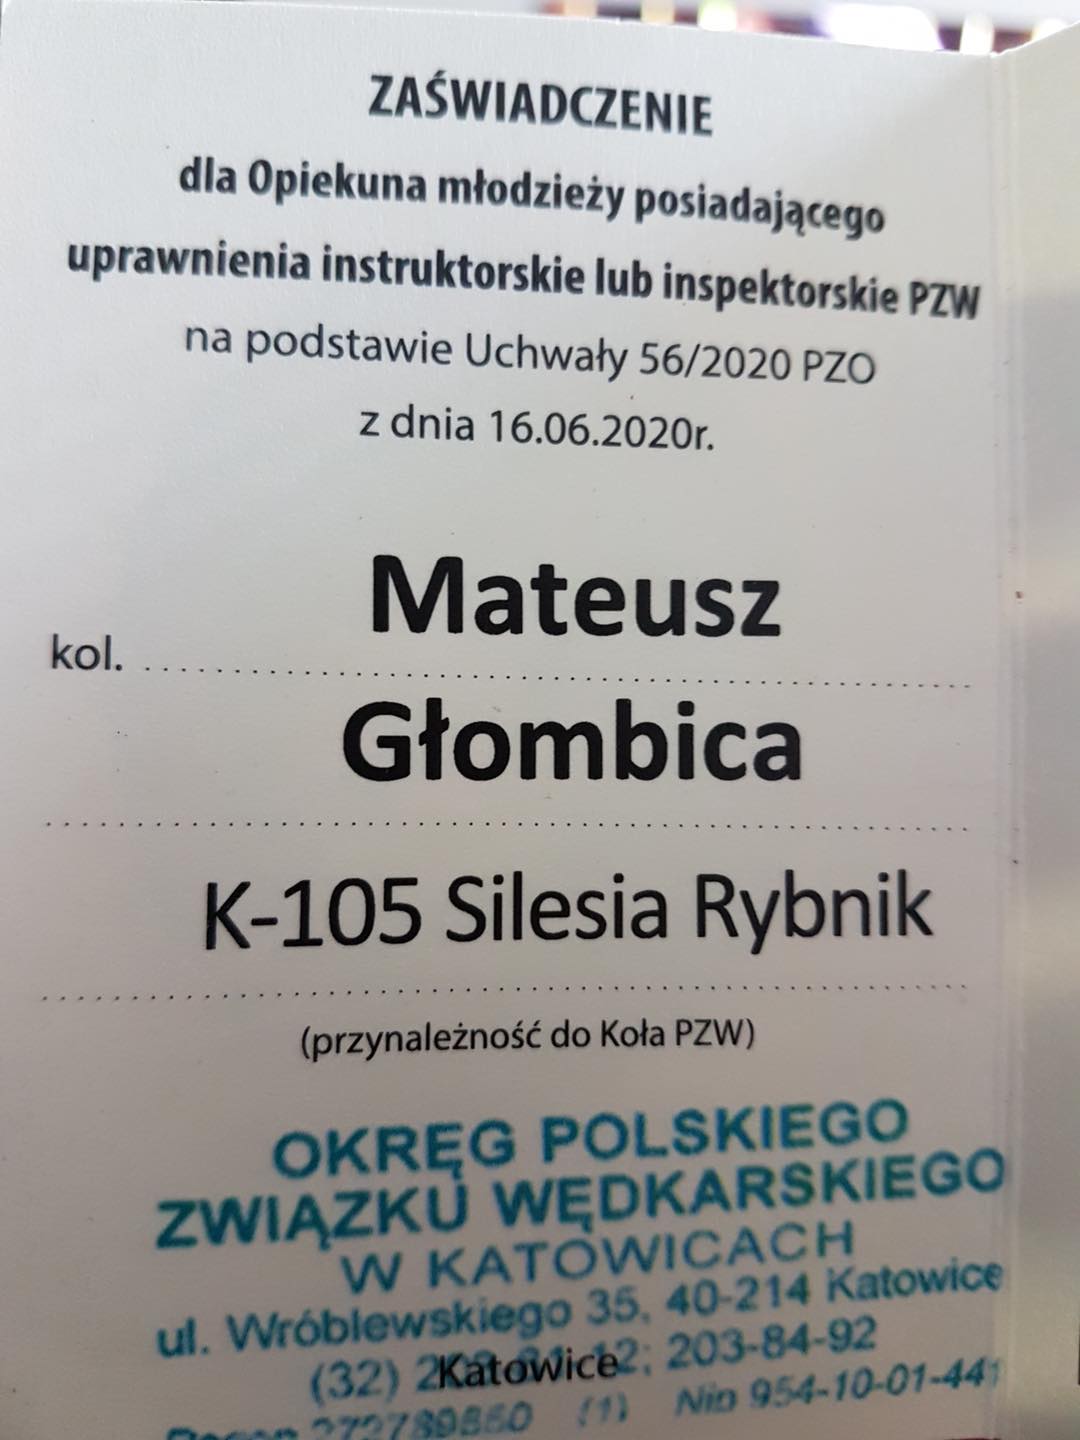 ZAŚWIADCZENIE
dla Opiekuna młodzieży posiadającego
uprawnienia instruktorskie lub inspektorskie PZW
na podstawie Uchwały 56/2020 PZO
z dnia 16.06.2020r.
Mateusz
kol.
Głombica
K-105 Silesia Rybnik
(przynależność do Koła PZW)
OKRĘG POLSKIEGO
ZWIĄZKU WĘDKARSKIEGO
W KATOWICACH
ul. Wróblewskiego 35, 40-214 Katowice
(32) 203-84-92
Katowice
Nip 954-10-01-441